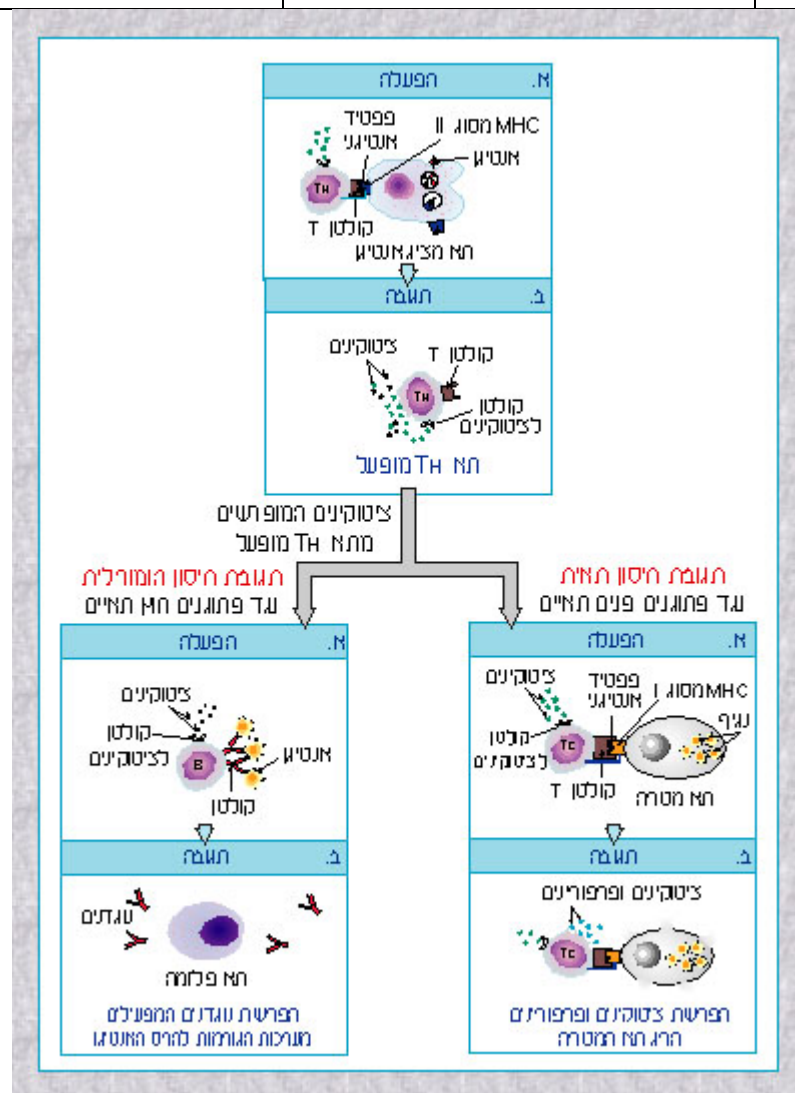 א. הפעלה
MHC מסוג II
פפטיד
אנטיגני
אנטיגן
TH
קולטן T
תא מציג אנטיגן
ב. תגובה
ציטוקינים
קולטן T
TH
קולטן
לציטוקינים
תא TH מופעל
ציטוקינים המופרשים
מתא TH מופעל
תגובת חיסון תאית
נגד פתוגנים פנים תאיים
א. הפעלה
ציטוקינים
פפטיד
אנטיגני
MHC מסוג I
נגיף
קולטן
לציטוקינים
Tc
קולטן T
תא מטרה
ב. תגובה
ציטוקינים ופרפורינים
Tc
הפרשת ציטוקינים ופרפורינים
הריג תא המטרה
תגובת חיסון הומורלית
נגד פתוגנים חוץ תאיים
א. הפעלה
ציטוקינים
קולטן
לציטוקינים
B
אנטיגן
קולטן
ב. תגובה
נוגדנים
תא פלזמה
הפרשת נוגדנים המפעילים
מערכות הגורמות להרס האנטיגן